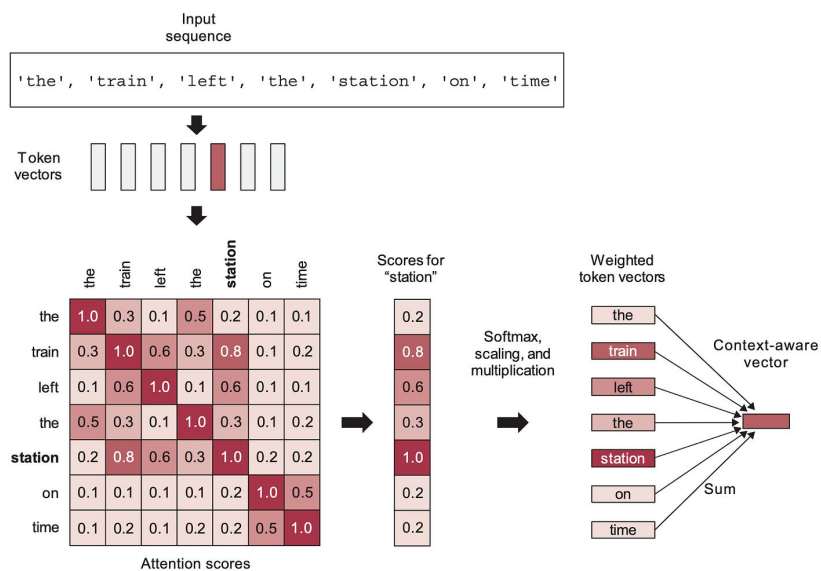 Input
sequence
'the', 'train', 'left', 'the', 'station', 'on', 'time'
Token
vectors
the train left the station on time
the 1.0 0.3 0.1 0.5 0.2 0.1 0.1
train 0.3 1.0 0.6 0.3 0.8 0.1 0.2
left 0.1 0.6 1.0 0.1 0.6 0.1 0.1
the 0.5 0.3 0.1 1.0 0.3 0.1 0.2
station 0.2 0.8 0.6 0.3 1.0 0.2 0.2
on 0.1 0.1 0.1 0.1 0.2 1.0 0.5
time 0.1 0.2 0.1 0.2 0.2 0.5 1.0
Attention scores
Scores for
"station"
0.2
0.8
0.6
0.3
1.0
0.2
0.2
Softmax,
scaling, and
multiplication
Weighted
token vectors
the
train
left
the
station
on
time
Context-aware
vector
Sum